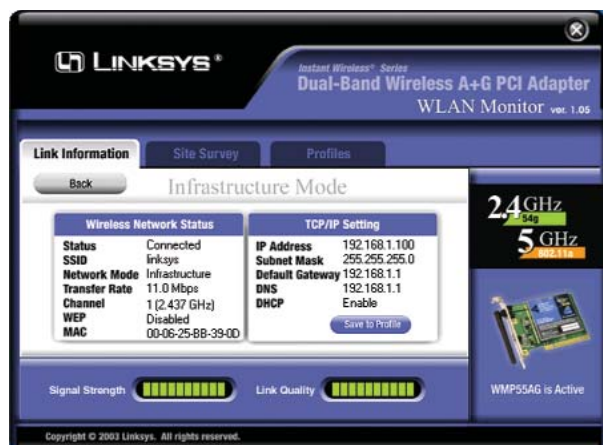 LINKSYS®
Instant Wireless® Series
Dual-Band Wireless A+G PCI Adapter
WLAN Monitor ver. 1.05
Link Information
Site Survey
Profiles
Back
Infrastructure Mode
Wireless Network Status
Status Connected
SSID linksys
Network Mode Infrastructure
Transfer Rate 11.0 Mbps
Channel 1 (2.437 GHz)
WEP Disabled
MAC 00-06-25-BB-39-0D
TCP/IP Setting
IP Address 192.168.1.100
Subnet Mask 255.255.255.0
Default Gateway 192.168.1.1
DNS 192.168.1.1
DHCP Enable
Save to Profile
2.4GHz
54g
5GHz
802.11a
WMP55AG is Active
Signal Strength
Link Quality
Copyright © 2003 Linksys. All rights reserved.